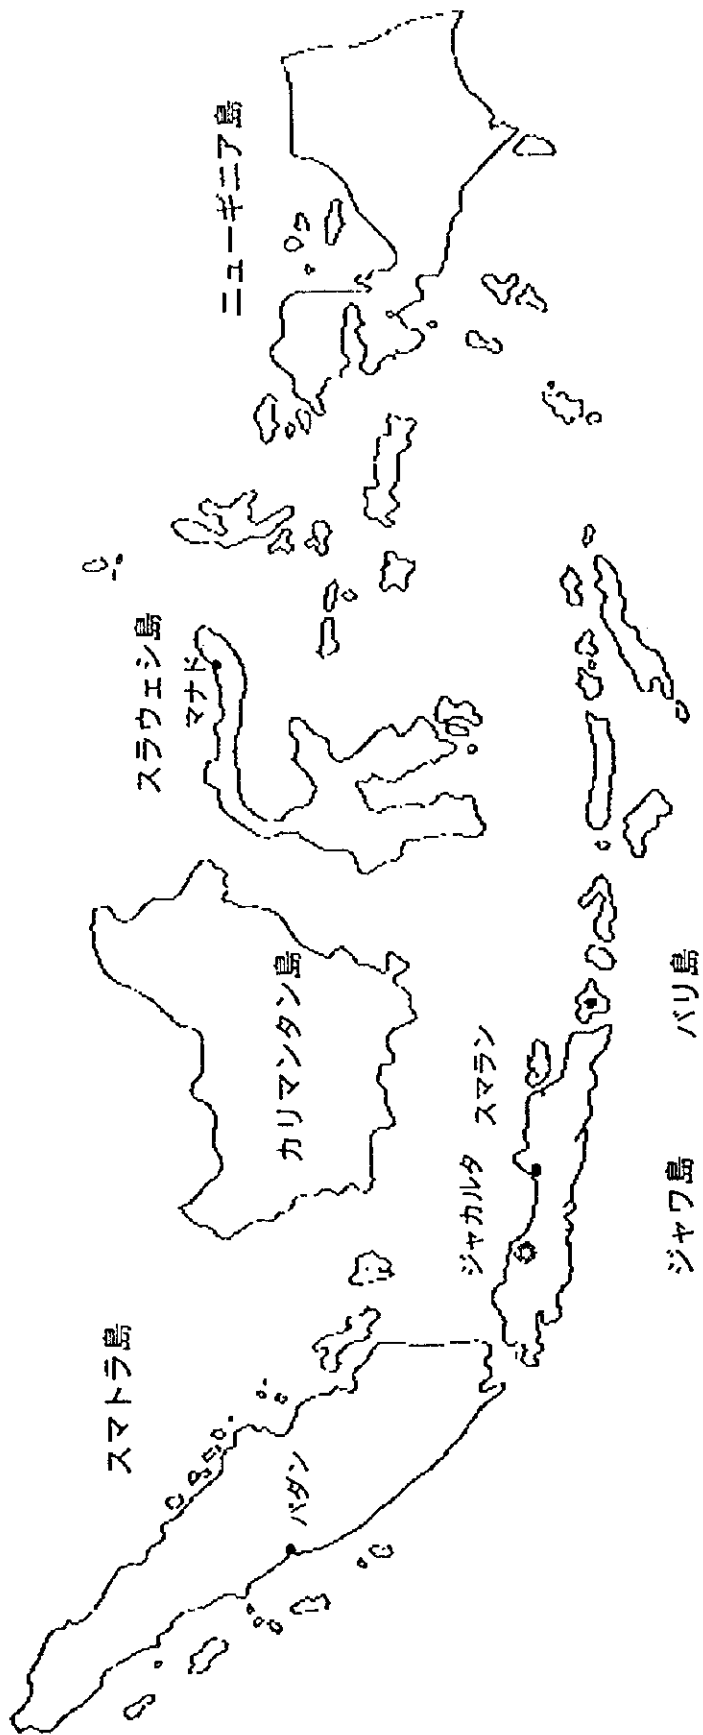 スマトラ島
スラウェシ島
マナド
ニューギニア島
カリマンタン島
パダン
ジャカルタ
スマラン
ジャワ島
バリ島